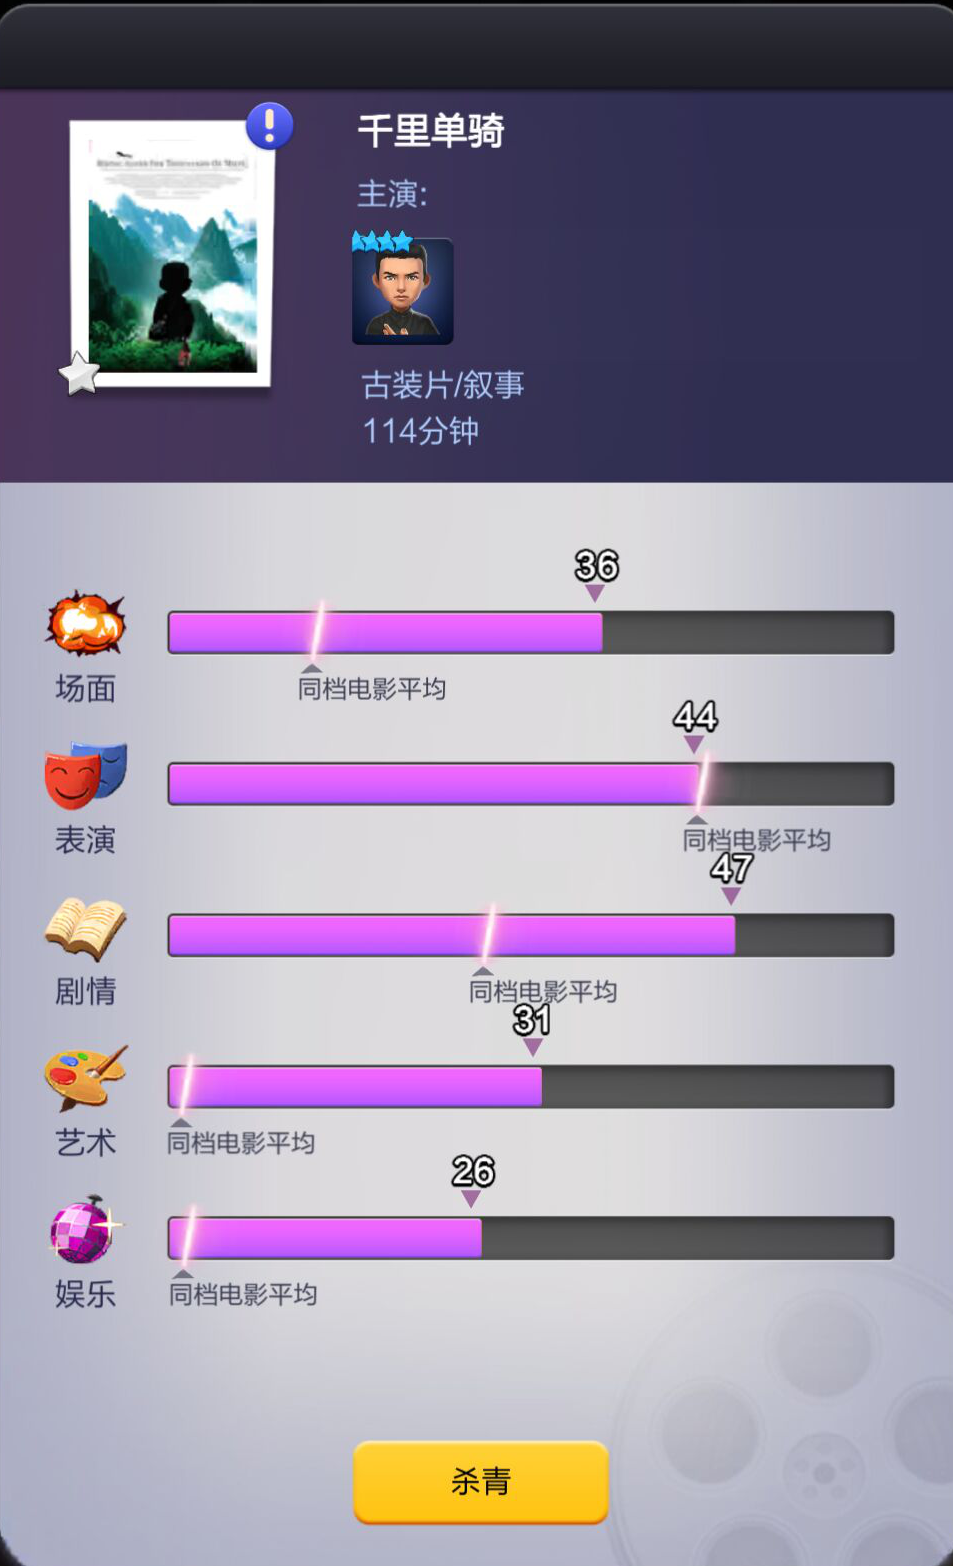 千里单骑
主演:
古装片/叙事
114分钟
36
场面
同档电影平均
44
表演
同档电影平均
47
剧情
同档电影平均
31
艺术
同档电影平均
26
娱乐
同档电影平均
杀青